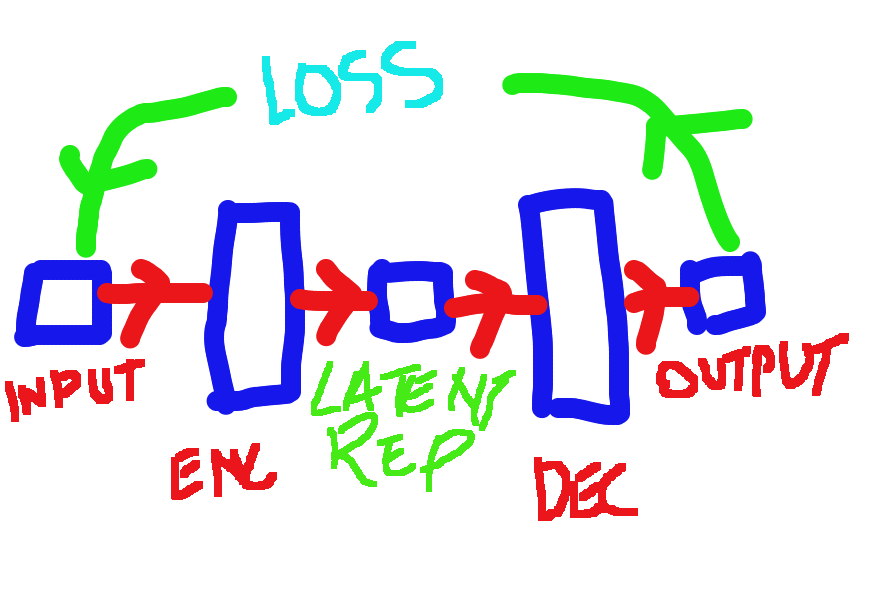 LOSS
INPUT
ENC
LATENT
REP
DEC
OUTPUT